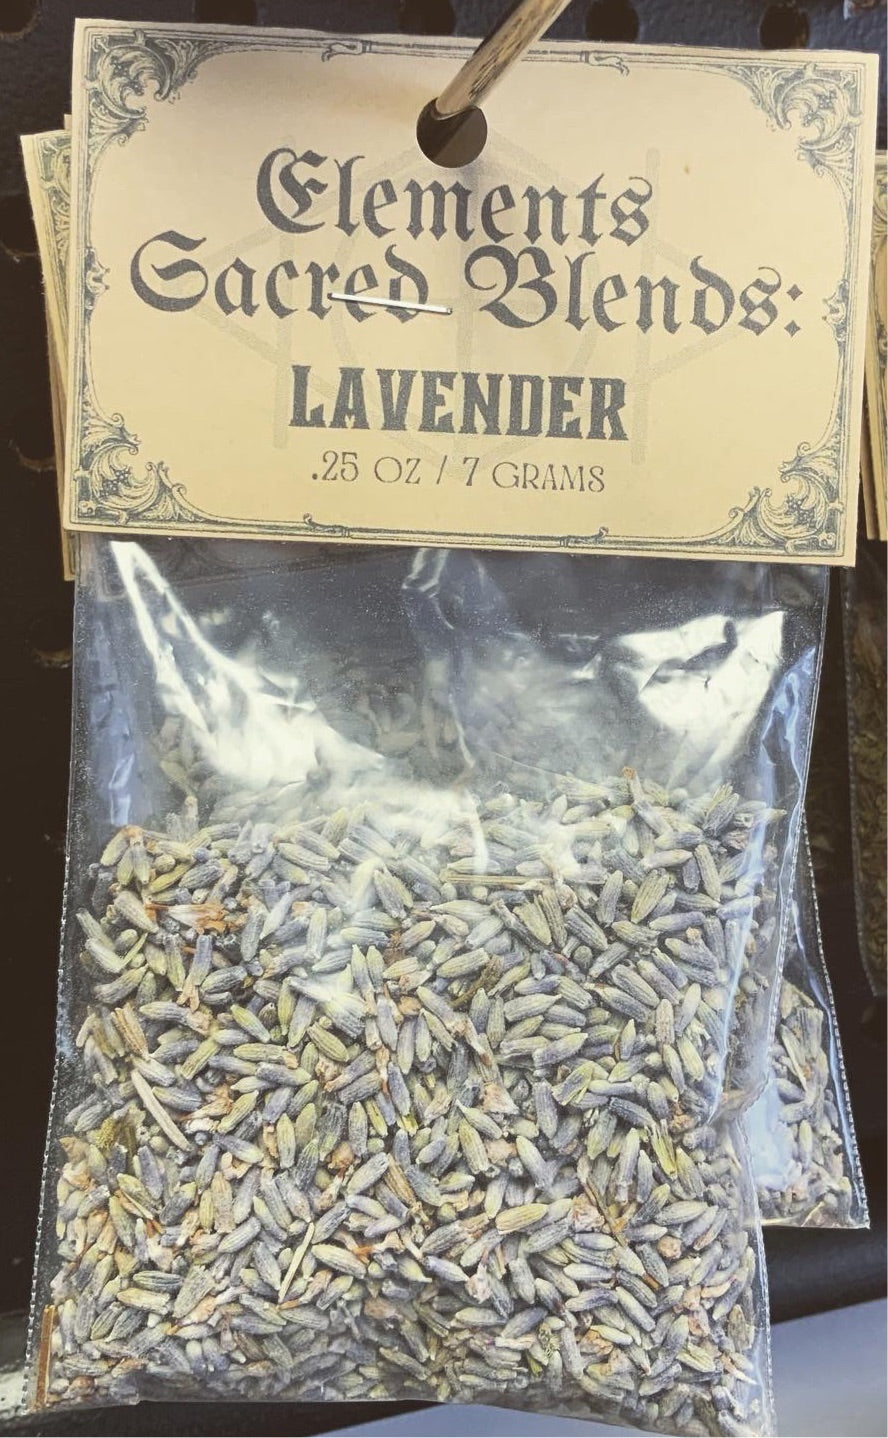 Elements
Sacred Blends:
LAVENDER
.25 OZ / 7 GRAMS